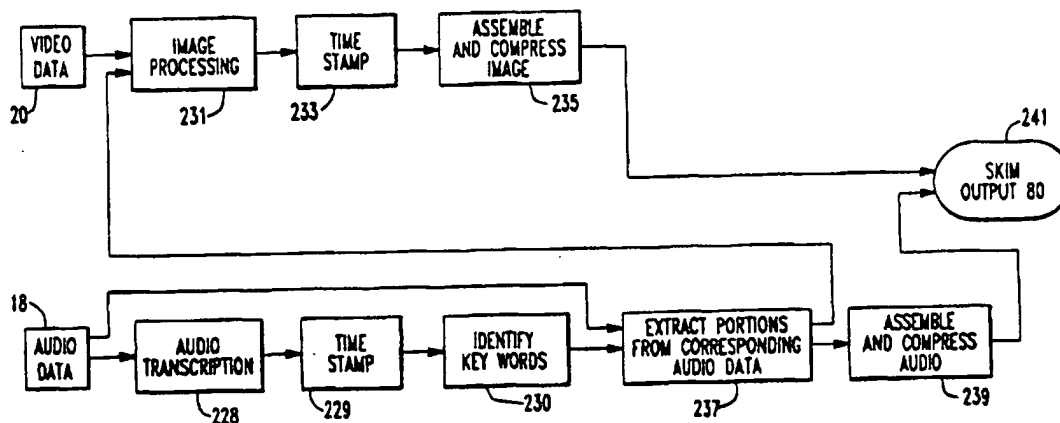 VIDEO
DATA
20
IMAGE
PROCESSING
231
TIME
STAMP
233
ASSEMBLE
AND COMPRESS
IMAGE
235
241
SKIM
OUTPUT 80
18
AUDIO
DATA
AUDIO
TRANSCRIPTION
228
TIME
STAMP
229
IDENTIFY
KEY WORDS
230
EXTRACT PORTIONS
FROM CORRESPONDING
AUDIO DATA
237
ASSEMBLE
AND COMPRESS
AUDIO
239